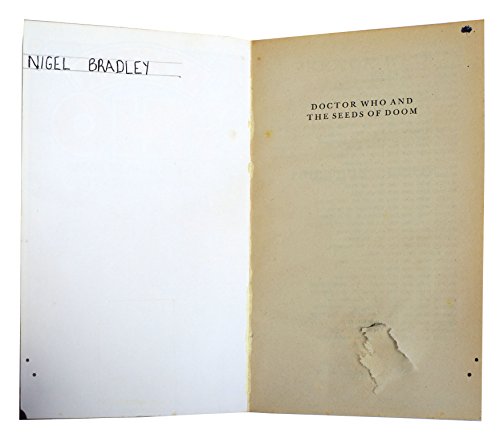 NIGEL BRADLEY
DOCTOR WHO AND
THE SEEDS OF DOOM